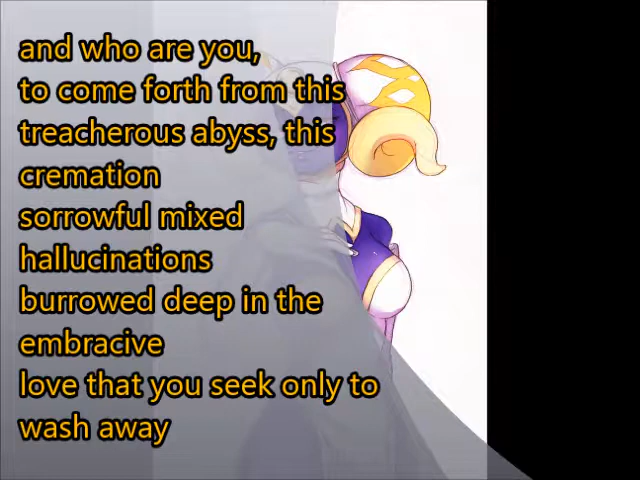 and who are you,
to come forth from this
treacherous abyss, this
cremation
sorrowful mixed
hallucinations
burrowed deep in the
embracive
love that you seek only to
wash away